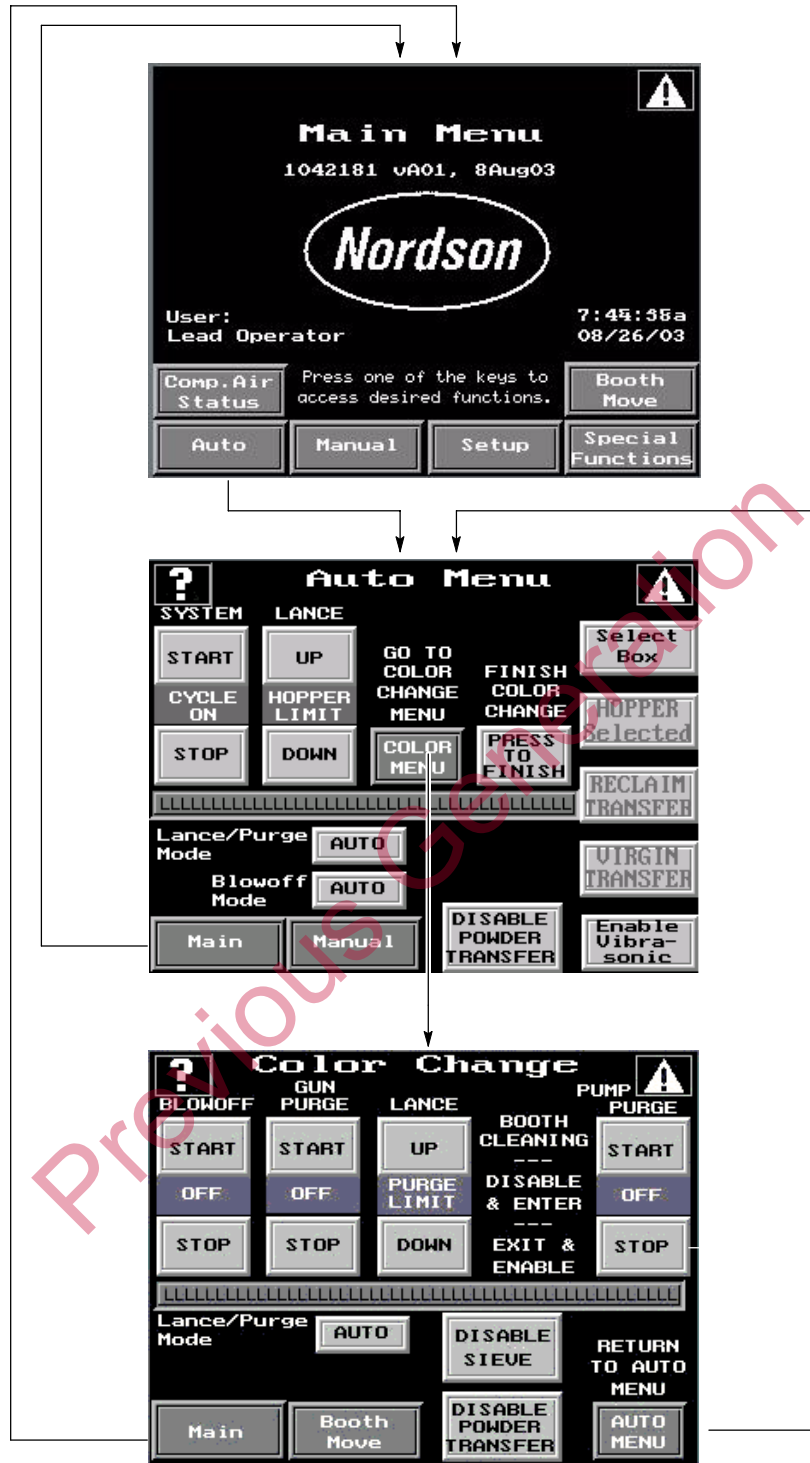 Main Menu
1042181 vA01, 8Aug03
Nordson
User:
Lead Operator
08/26/03
Comp.Air
Status
Press one of the keys to
access desired functions.
Booth
Move
Auto
Manual
Setup
Special
Functions
?
Auto Menu
SYSTEM
START
CYCLE
ON
STOP
LANCE
UP
HOPPER
LIMIT
DOWN
GO TO
COLOR
CHANGE
MENU
COLOR
MENU
FINISH
COLOR
CHANGE
PRESS
TO
FINISH
Select
Box
HOPPER
Selected
RECLAIM
TRANSFER
VIRGIN
TRANSFER
Enable
Vibra-
sonic
Lance/Purge
Mode
AUTO
Blowoff
Mode
AUTO
Main
Manual
DISABLE
POWDER
TRANSFER
?
Color Change
BLOWOFF
START
OFF
STOP
GUN
PURGE
START
OFF
STOP
LANCE
UP
PURGE
LIMIT
DOWN
BOOTH
CLEANING
---
DISABLE
& ENTER
---
EXIT &
ENABLE
PUMP
PURGE
START
OFF
STOP
Lance/Purge
Mode
AUTO
DISABLE
SIEVE
RETURN
TO AUTO
MENU
Main
Booth
Move
DISABLE
POWDER
TRANSFER
AUTO
MENU
Previous Generation